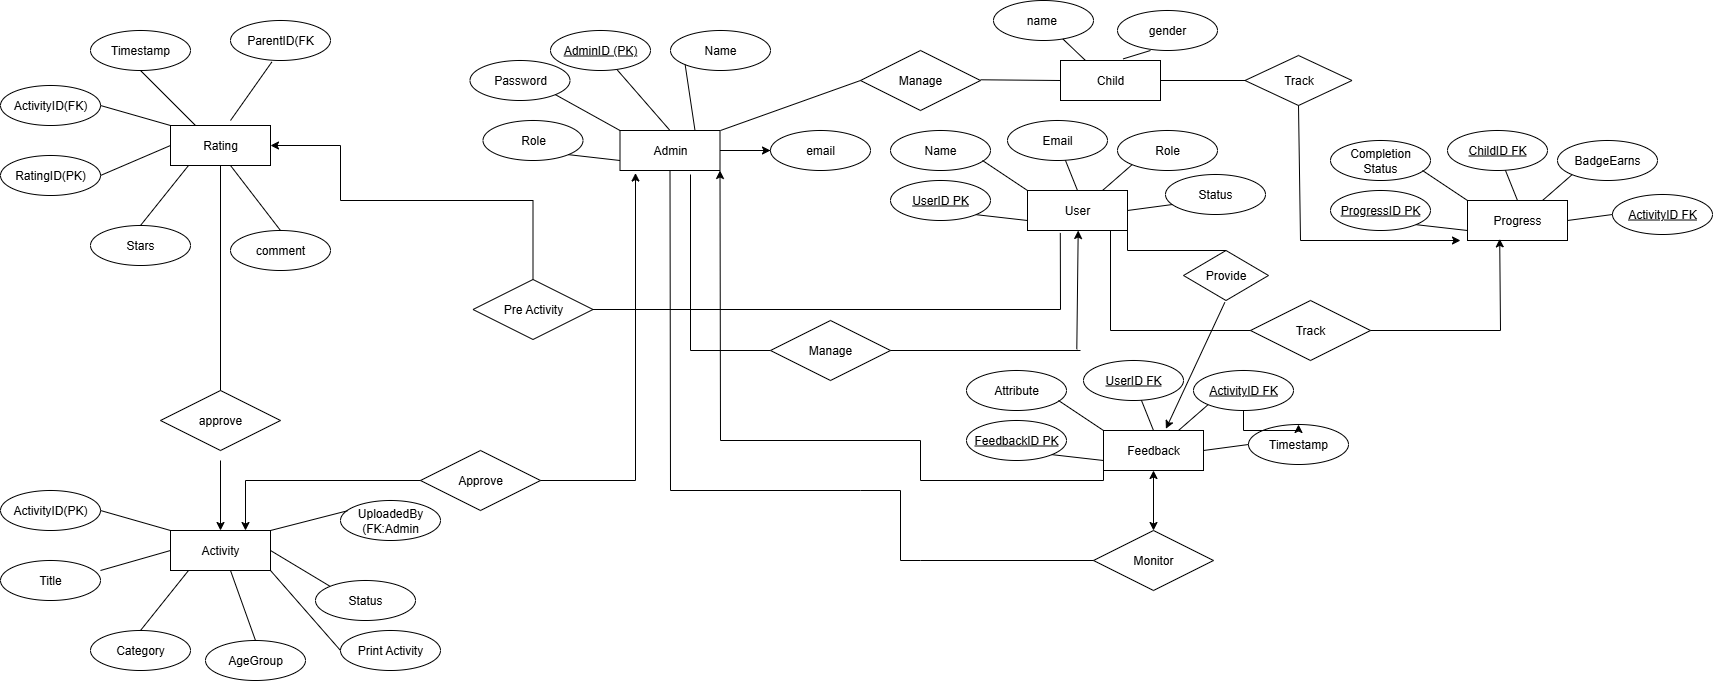 name
gender
Timestamp
ParentID(FK
AdminID (PK)
Name
Password
Manage
Child
Track
ActivityID(FK)
Rating
Role
Admin
email
Name
Email
Role
Completion
Status
ChildID FK
BadgeEarns
RatingID(PK)
UserID PK
User
Status
ProgressID PK
Progress
ActivityID FK
Stars
comment
Provide
Pre Activity
Track
Manage
Attribute
UserID FK
ActivityID FK
approve
FeedbackID PK
Feedback
Timestamp
Approve
ActivityID(PK)
UploadedBy
(FK:Admin
Activity
Monitor
Title
Status
Category
AgeGroup
Print Activity